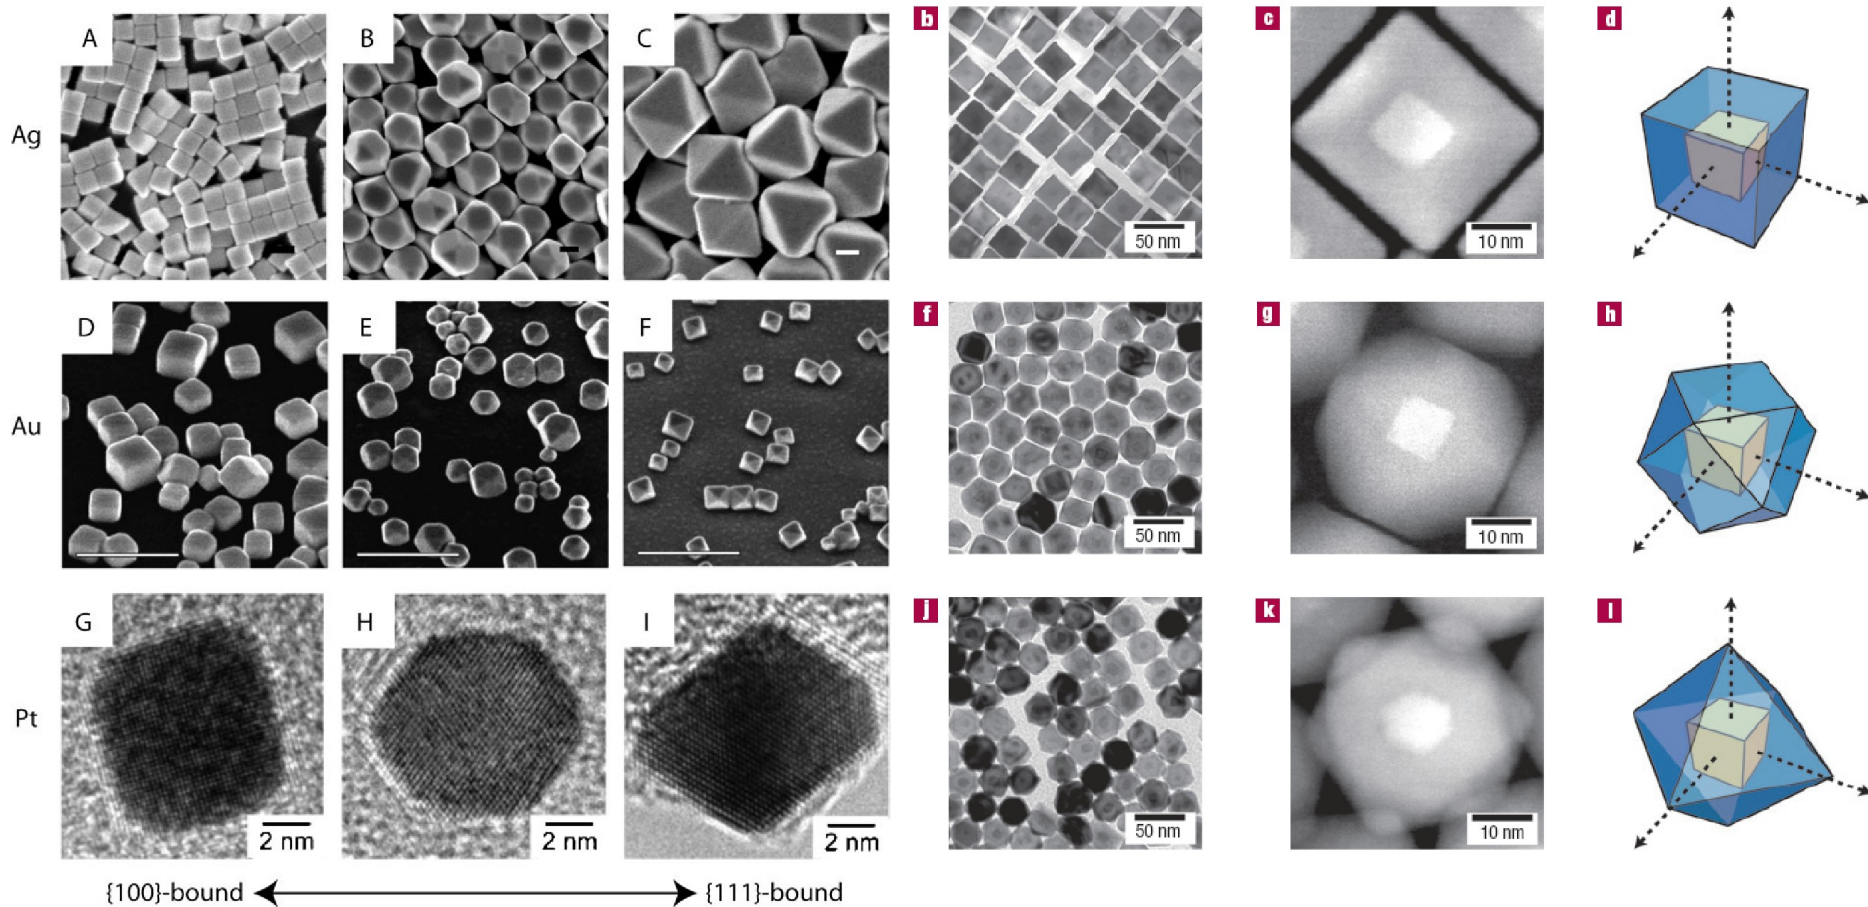 A B C b c d
Ag
50 nm 10 nm
D E F f g h
Au
50 nm 10 nm
G H I j k l
Pt
2 nm 2 nm 2 nm 50 nm 10 nm
{100}-bound {111}-bound